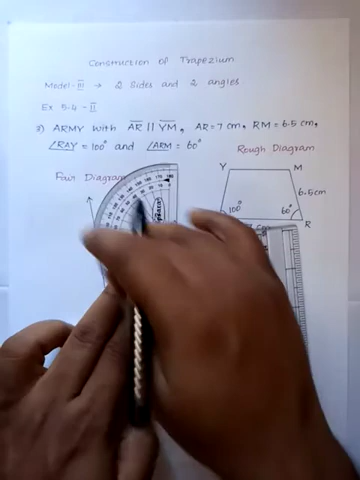 Construction of Trapezium
Model-III → 2 Sides and 2 angles
Ex 5.4 - II
3) ARMY with AR || YM, AR = 7 cm, RM = 6.5 cm,
∠RAY = 100° and ∠ARM = 60°
Rough Diagram
Four Diagram
Y M
6.5cm
100° 60°
R